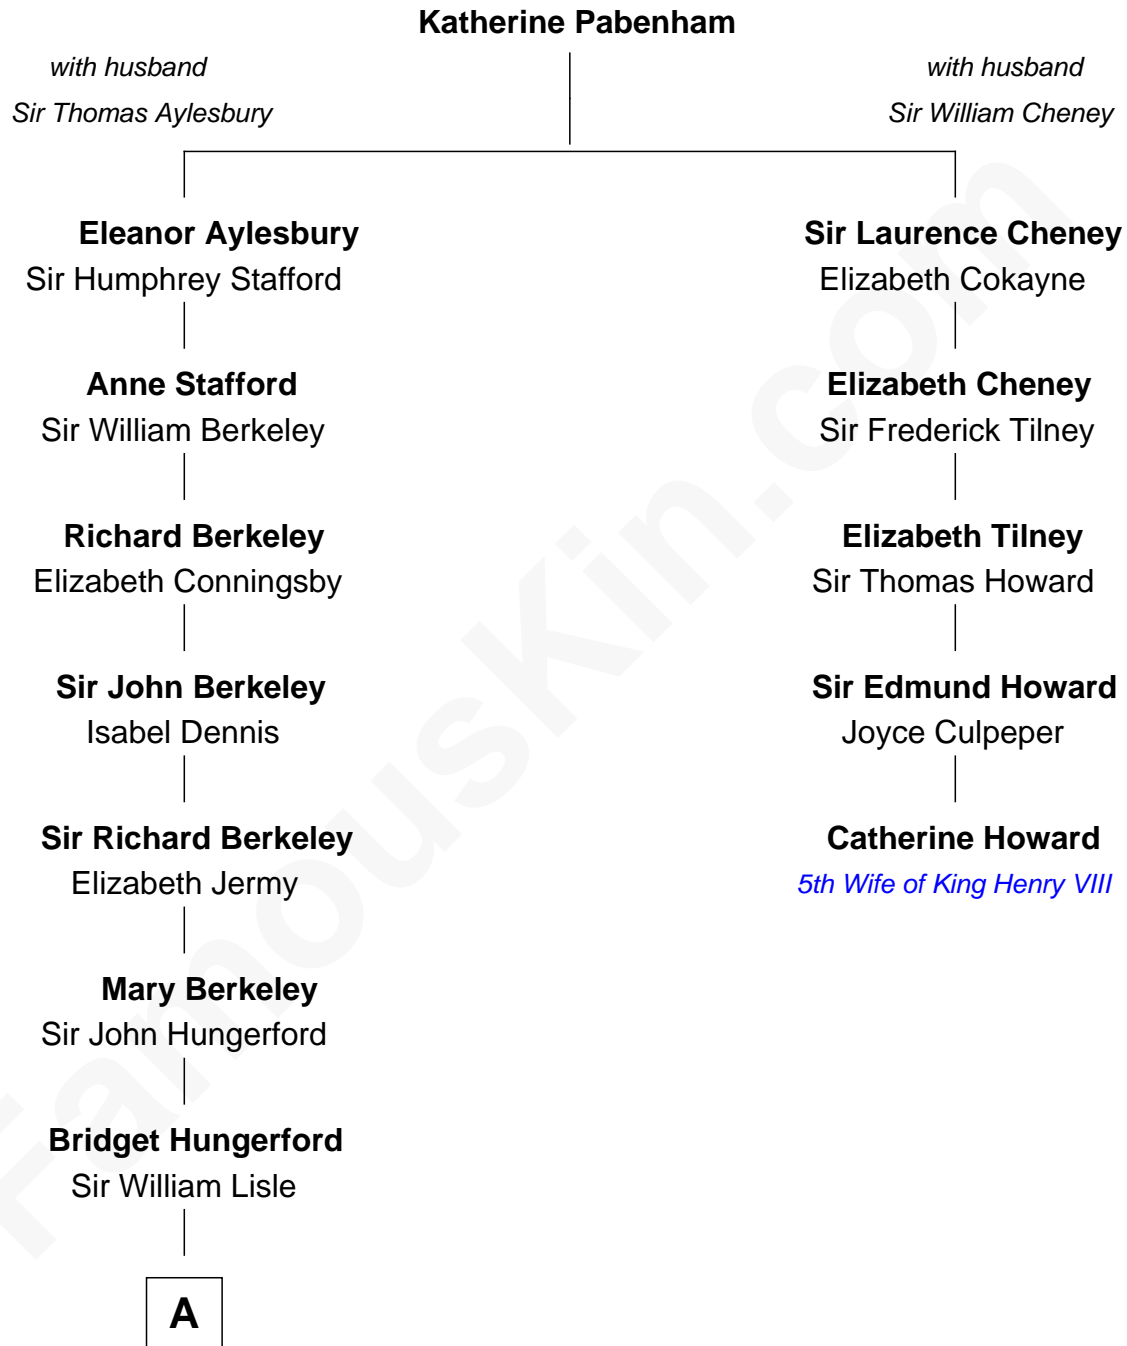 Katherine Pabenham
with husband
Sir Thomas Aylesbury
with husband
Sir William Cheney
Eleanor Aylesbury
Sir Humphrey Stafford
Anne Stafford
Sir William Berkeley
Richard Berkeley
Elizabeth Conningsby
Sir John Berkeley
Isabel Dennis
Sir Richard Berkeley
Elizabeth Jermy
Mary Berkeley
Sir John Hungerford
Bridget Hungerford
Sir William Lisle
A
Sir Laurence Cheney
Elizabeth Cokayne
Elizabeth Cheney
Sir Frederick Tilney
Elizabeth Tilney
Sir Thomas Howard
Sir Edmund Howard
Joyce Culpeper
Catherine Howard
5th Wife of King Henry VIII
FamousKin.com